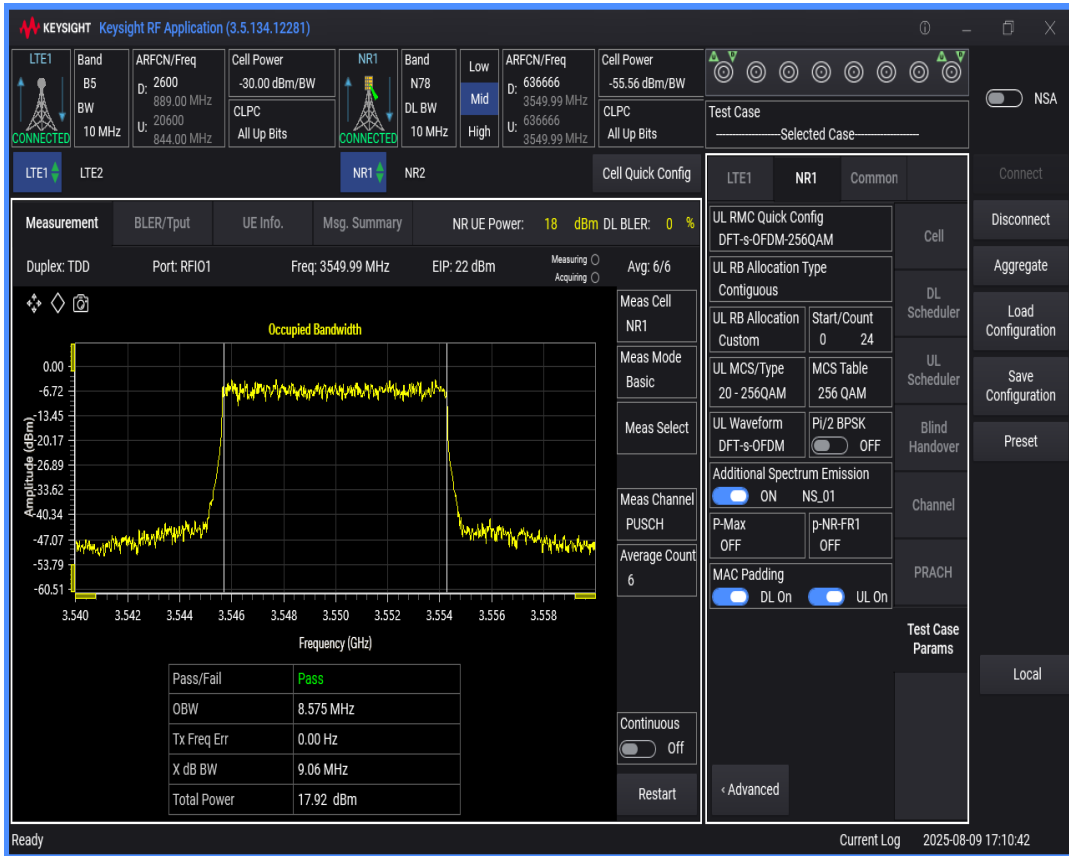 KEYSIGHT Keysight RF Application (3.5.134.12281)
LTE1
CONNECTED
Band
B5
BW
10 MHz
ARFCN/Freq
D: 2600
889.00 MHz
U: 20600
844.00 MHz
Cell Power
-30.00 dBm/BW
CLPC
All Up Bits
NR1
CONNECTED
Band
N78
DL BW
10 MHz
Low
Mid
High
ARFCN/Freq
D: 636666
3549.99 MHz
U: 636666
3549.99 MHz
Cell Power
-55.56 dBm/BW
CLPC
All Up Bits
Test Case
--------------------Selected Case--------------------
NSA
LTE1 LTE2
NR1 NR2
Cell Quick Config
LTE1 NR1 Common
Connect
Disconnect
Aggregate
Load
Configuration
Save
Configuration
Preset
Local
Measurement BLER/Tput UE Info. Msg. Summary NR UE Power: 18 dBm DL BLER: 0 %
Duplex: TDD Port: RFIO1 Freq: 3549.99 MHz EIP: 22 dBm Measuring Acquiring Avg: 6/6
Occupied Bandwidth
Amplitude (dBm)
0.00
-6.72
-13.45
-20.17
-26.89
-33.62
-40.34
-47.07
-53.79
-60.51
3.540 3.542 3.544 3.546 3.548 3.550 3.552 3.554 3.556 3.558
Frequency (GHz)
Pass/Fail Pass
OBW 8.575 MHz
Tx Freq Err 0.00 Hz
X dB BW 9.06 MHz
Total Power 17.92 dBm
Meas Cell
NR1
Meas Mode
Basic
Meas Select
Meas Channel
PUSCH
Average Count
6
Continuous
Off
Restart
UL RMC Quick Config
DFT-s-OFDM-256QAM
UL RB Allocation Type
Contiguous
UL RB Allocation
Custom
Start/Count
0 24
UL MCS/Type
20 - 256QAM
MCS Table
256 QAM
UL Waveform
DFT-s-OFDM
Pi/2 BPSK
OFF
Additional Spectrum Emission
ON NS_01
P-Max
OFF
p-NR-FR1
OFF
MAC Padding
DL On UL On
‹ Advanced
Cell
DL
Scheduler
UL
Scheduler
Blind
Handover
Channel
PRACH
Test Case
Params
Ready
Current Log 2025-08-09 17:10:42